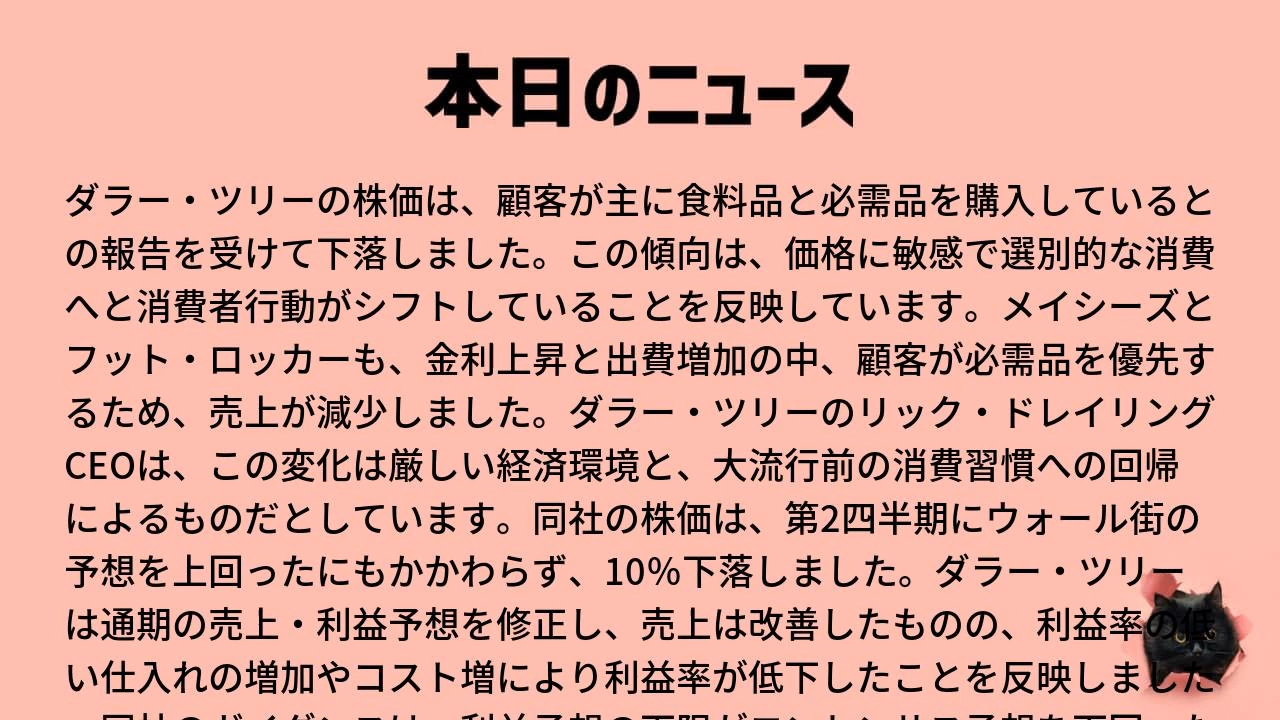 本日のニュース
ダラー・ツリーの株価は、顧客が主に食料品と必需品を購入していると
の報告を受けて下落しました。この傾向は、価格に敏感で選別的な消費
へと消費者行動がシフトしていることを反映しています。メイシーズと
フット・ロッカーも、金利上昇と出費増加の中、顧客が必需品を優先す
るため、売上が減少しました。ダラー・ツリーのリック・ドレイリング
CEOは、この変化は厳しい経済環境と、大流行前の消費習慣への回帰
によるものだとしています。同社の株価は、第2四半期にウォール街の
予想を上回ったにもかかわらず、10%下落しました。ダラー・ツリー
は通期の売上・利益予想を修正し、売上は改善したものの、利益率の低
い仕入れの増加やコスト増により利益率が低下したことを反映しました